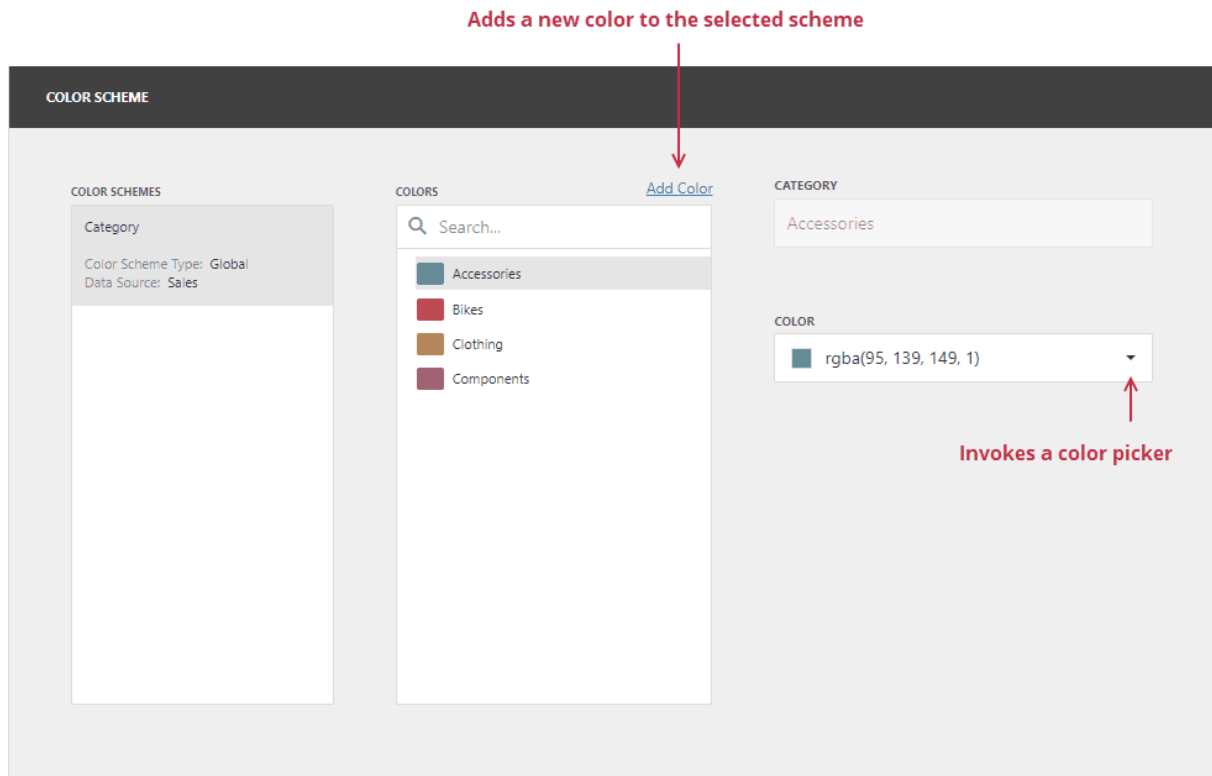 Adds a new color to the selected scheme
COLOR SCHEME
COLOR SCHEMES
Category
Color Scheme Type: Global
Data Source: Sales
COLORS
Add Color
Search...
Accessories
Bikes
Clothing
Components
CATEGORY
Accessories
COLOR
rgba(95, 139, 149, 1)
Invokes a color picker